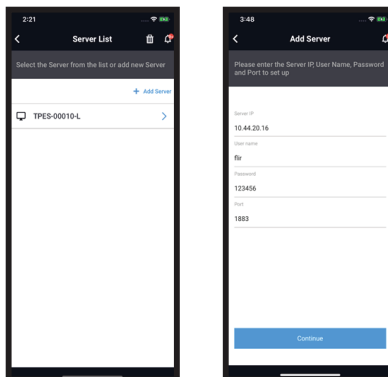 2:21
Server List
Select the Server from the list or add new Server
+ Add Server
TPES-00010-L
3:48
Add Server
Please enter the Server IP, User Name, Password
and Port to set up
Server IP
10.44.20.16
User name
flir
Password
123456
Port
1883
Continue